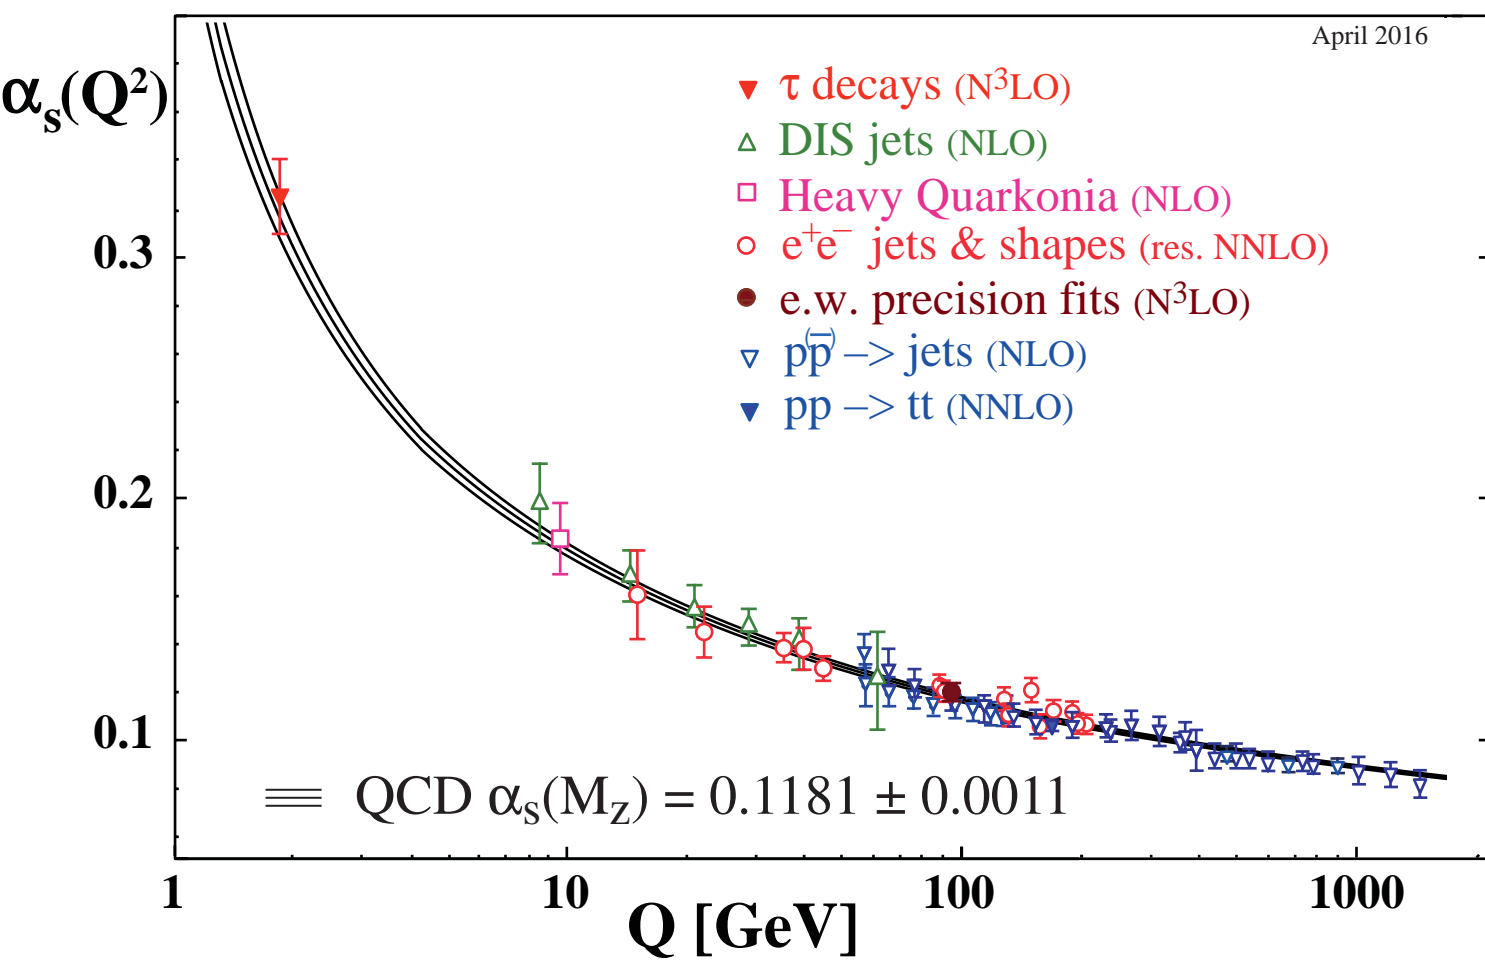 April 2016
αs(Q²)
τ decays (N³LO)
DIS jets (NLO)
Heavy Quarkonia (NLO)
e⁺e⁻ jets & shapes (res. NNLO)
e.w. precision fits (N³LO)
p(p̅) –> jets (NLO)
pp –> tt (NNLO)
0.3
0.2
0.1
QCD αs(Mz) = 0.1181 ± 0.0011
1 10 100 1000
Q [GeV]